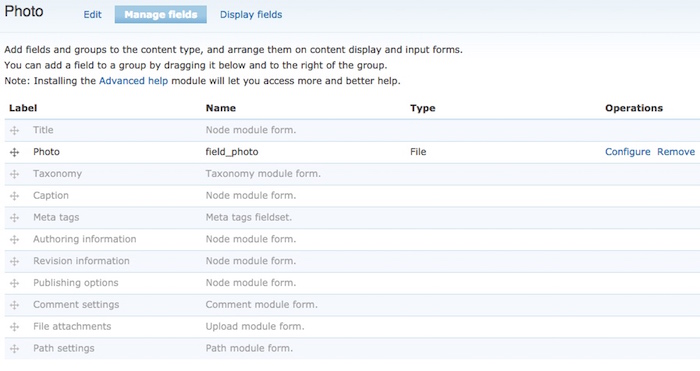 Photo Edit Manage fields Display fields
Add fields and groups to the content type, and arrange them on content display and input forms.
You can add a field to a group by dragging it below and to the right of the group.
Note: Installing the Advanced help module will let you access more and better help.
Label Name Type Operations
Title Node module form.
Photo field_photo File Configure Remove
Taxonomy Taxonomy module form.
Caption Node module form.
Meta tags Meta tags fieldset.
Authoring information Node module form.
Revision information Node module form.
Publishing options Node module form.
Comment settings Comment module form.
File attachments Upload module form.
Path settings Path module form.